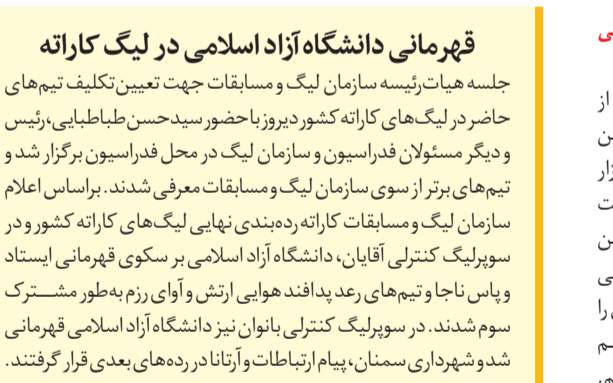 قهرمانی دانشگاه آزاد اسلامی در لیگ کاراته
جلسه هیات‌رئیسه سازمان لیگ و مسابقات جهت تعیین‌تکلیف تیم‌های
حاضر در لیگ‌های کاراته کشور دیروز باحضور سیدحسن طباطبایی،رئیس
و دیگر مسئولان فدراسیون و سازمان لیگ در محل فدراسیون برگزار شد و
تیم‌های برتر از سوی سازمان لیگ و مسابقات معرفی شدند. براساس اعلام
سازمان لیگ و مسابقات کاراته رده‌بندی نهایی لیگ‌های کاراته کشور و در
سوپرلیگ کنترلی آقایان، دانشگاه آزاد اسلامی بر سکوی قهرمانی ایستاد
و پاس ناجا و تیم‌های رعد پدافند هوایی ارتش و آوای رزم به‌طور مشترک
سوم شدند. در سوپرلیگ کنترلی بانوان نیز دانشگاه آزاد اسلامی قهرمانی
شد و شهرداری سمنان، پیام ارتباطات و آرتانا در رده‌های بعدی قرار گرفتند.
از
را